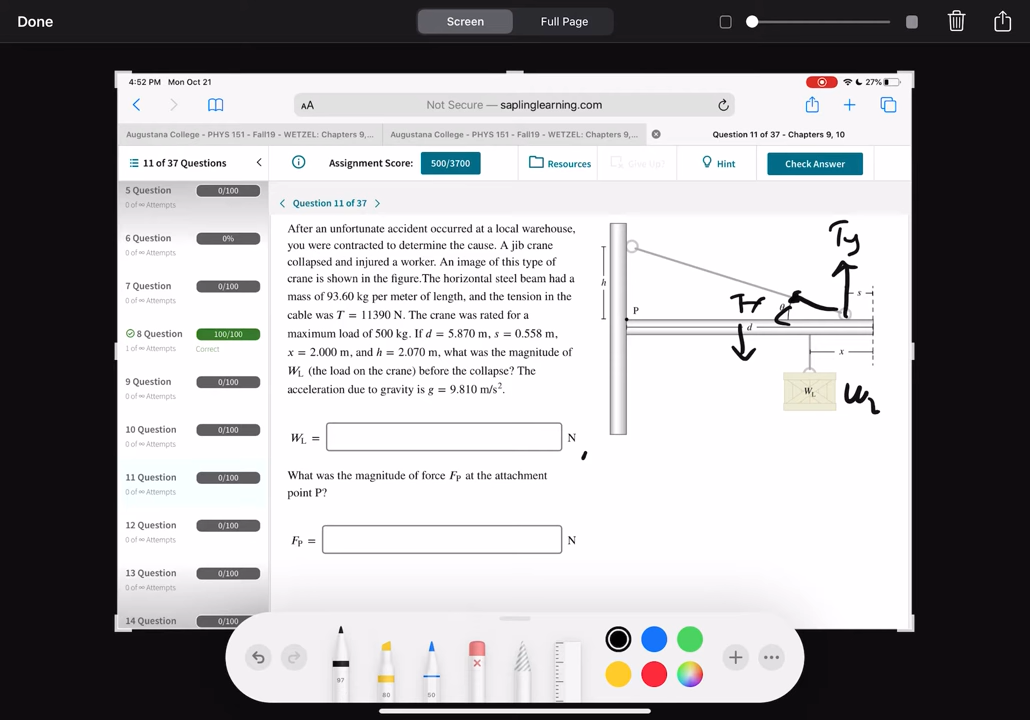 Done
Screen
Full Page
4:52 PM Mon Oct 21
27%
AA
Not Secure — saplinglearning.com
Augustana College - PHYS 151 - Fall19 - WETZEL: Chapters 9,...
Augustana College - PHYS 151 - Fall19 - WETZEL: Chapters 9,...
Question 11 of 37 - Chapters 9, 10
11 of 37 Questions
Assignment Score:
500/3700
Resources
Give Up?
Hint
Check Answer
5 Question
0/100
0 of ∞ Attempts
6 Question
0%
0 of ∞ Attempts
7 Question
0/100
0 of ∞ Attempts
8 Question
100/100
1 of ∞ Attempts
Correct
9 Question
0/100
0 of ∞ Attempts
10 Question
0/100
0 of ∞ Attempts
11 Question
0/100
0 of ∞ Attempts
12 Question
0/100
0 of ∞ Attempts
13 Question
0/100
0 of ∞ Attempts
14 Question
0/100
Question 11 of 37
After an unfortunate accident occurred at a local warehouse,
you were contracted to determine the cause. A jib crane
collapsed and injured a worker. An image of this type of
crane is shown in the figure.The horizontal steel beam had a
mass of 93.60 kg per meter of length, and the tension in the
cable was T = 11390 N. The crane was rated for a
maximum load of 500 kg. If d = 5.870 m, s = 0.558 m,
x = 2.000 m, and h = 2.070 m, what was the magnitude of
W_L (the load on the crane) before the collapse? The
acceleration due to gravity is g = 9.810 m/s².
W_L =
N
What was the magnitude of force F_P at the attachment
point P?
F_P =
N
Ty
h
s
P
θ
d
x
W_L
W_L
97
80
50